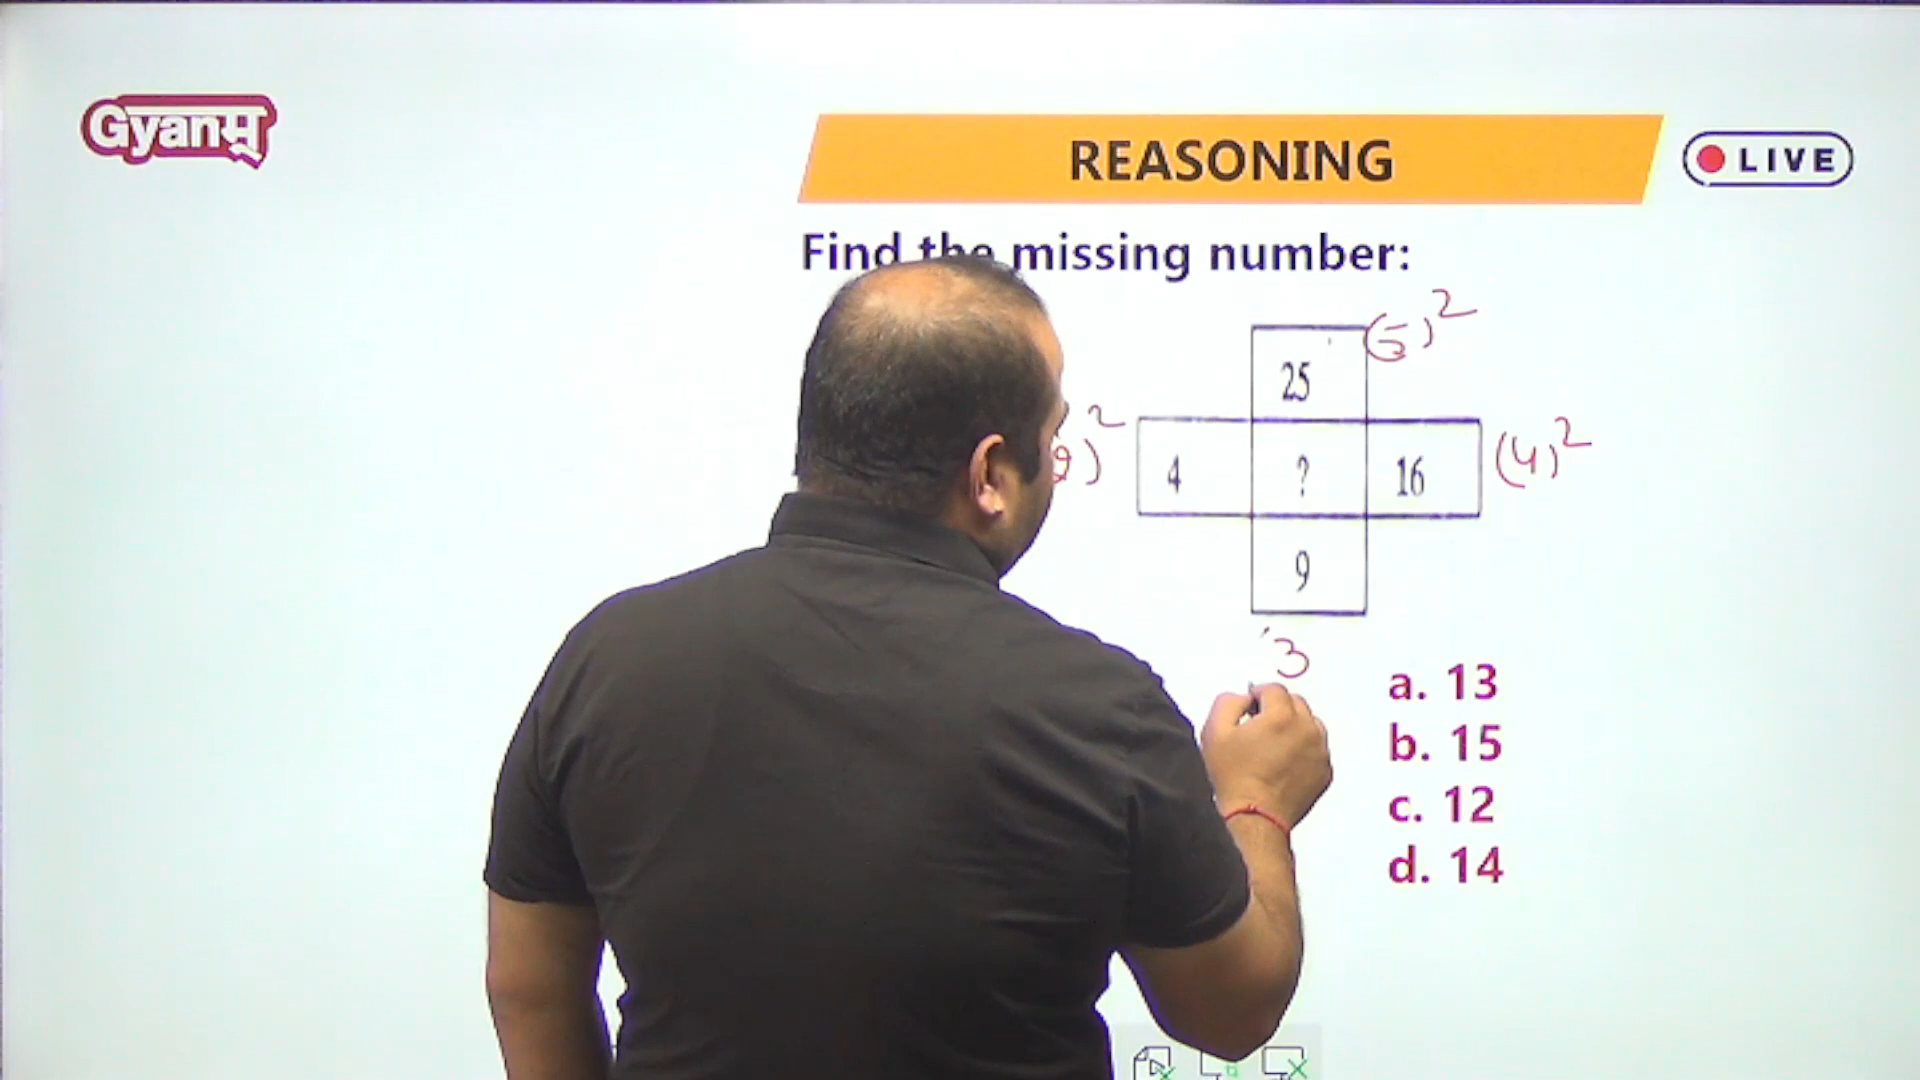 Gyanम्
REASONING
LIVE
Find the missing number:
25 (5)²
)² 4 ? 16 (4)²
9
3
a. 13
b. 15
c. 12
d. 14